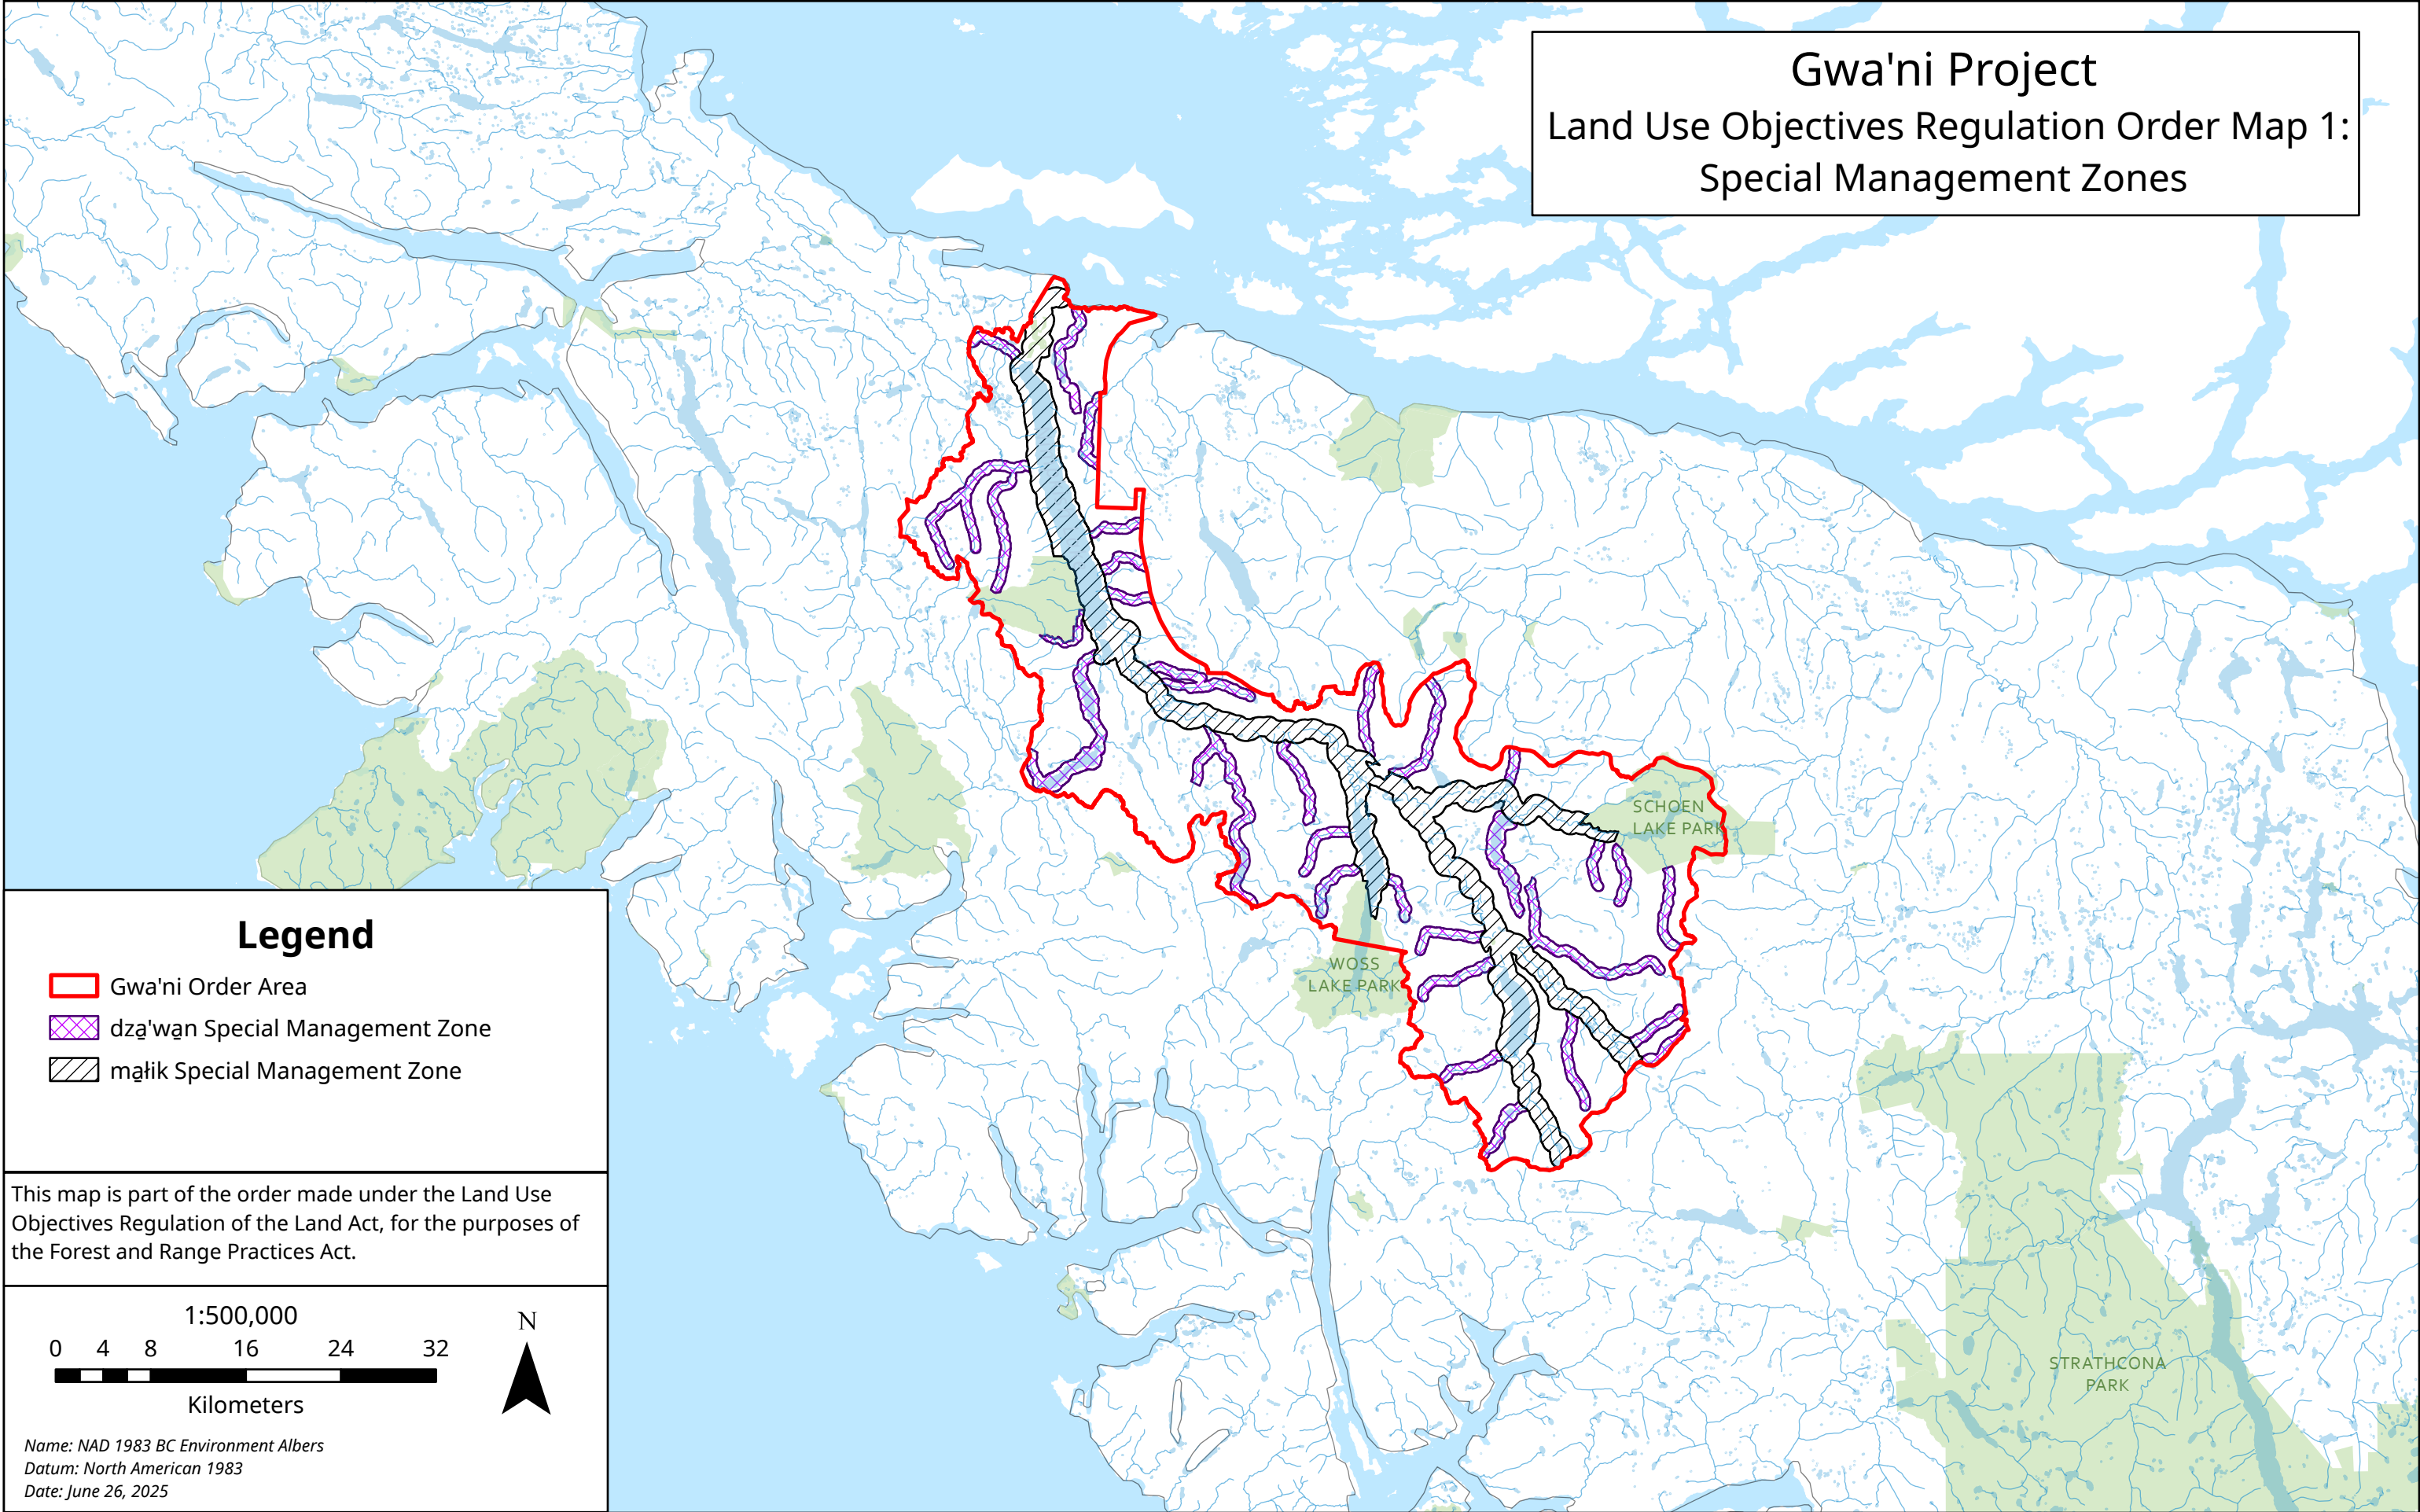 Gwa'ni Project
Land Use Objectives Regulation Order Map 1:
Special Management Zones
SCHOEN
LAKE PARK
WOSS
LAKE PARK
STRATHCONA
PARK
Legend
Gwa'ni Order Area
dza̱'wa̱n Special Management Zone
ma̱łik Special Management Zone
This map is part of the order made under the Land Use
Objectives Regulation of the Land Act, for the purposes of
the Forest and Range Practices Act.
1:500,000
N
0 4 8 16 24 32
Kilometers
Name: NAD 1983 BC Environment Albers
Datum: North American 1983
Date: June 26, 2025